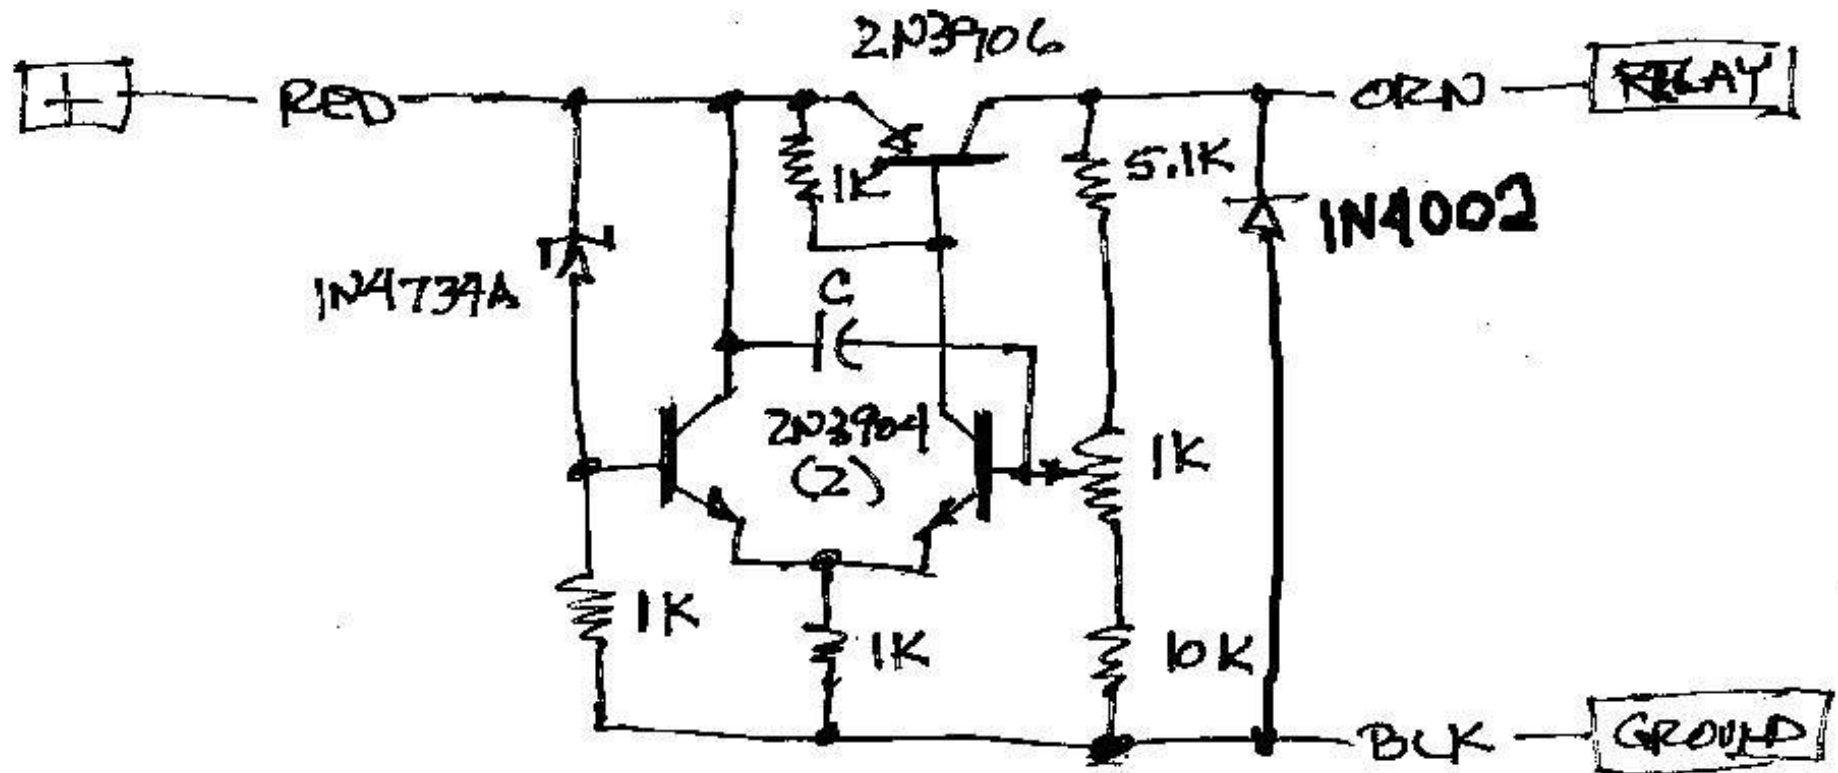 2N3906
+
RED
ORN
RELAY
1K
5.1K
1N4002
1N4734A
C
2N3904
(2)
1K
1K
1K
10K
BLK
GROUND